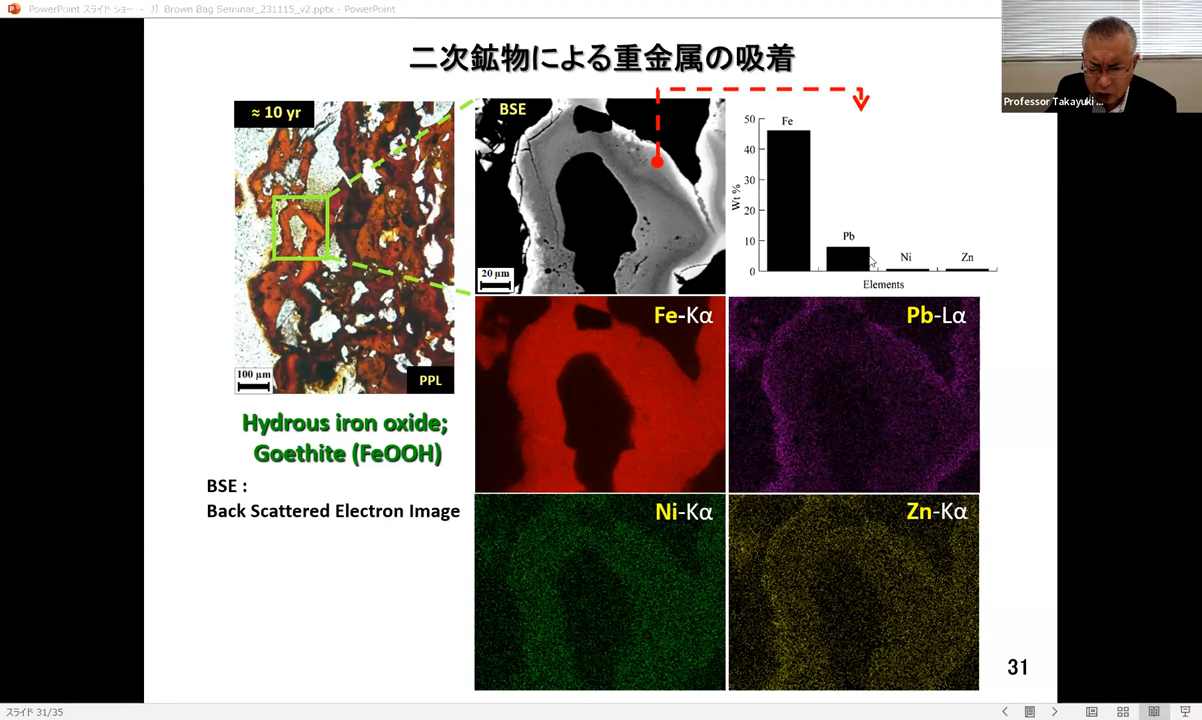 PowerPoint スライド ショー - J) Brown Bag Seminar_231115_v2.pptx - PowerPoint
二次鉱物による重金属の吸着
Professor Takayuki ...
≈ 10 yr
100 µm
PPL
BSE
20 µm
50
40
30
20
10
0
Wt %
Fe
Pb
Ni
Zn
Elements
Fe-Kα
Pb-Lα
Hydrous iron oxide;
Goethite (FeOOH)
BSE :
Back Scattered Electron Image
Ni-Kα
Zn-Kα
31
スライド 31/35